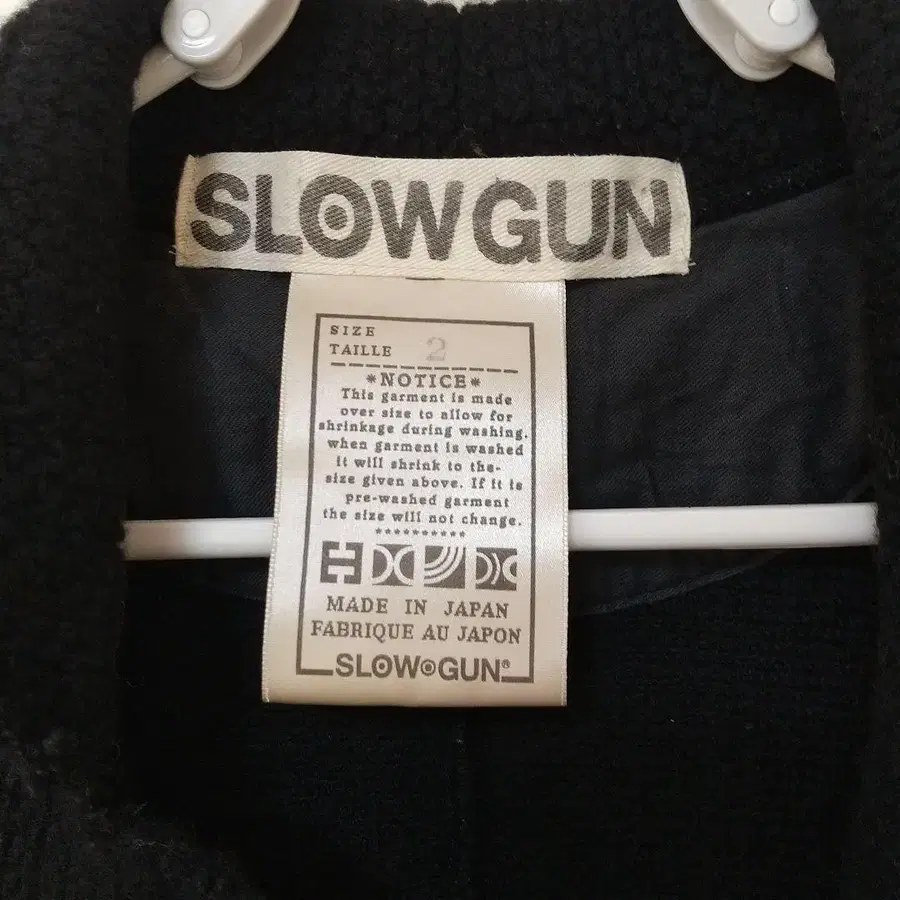 SLOWGUN
SIZE
TAILLE 2
*NOTICE*
This garment is made
over size to allow for
shrinkage during washing.
when garment is washed
it will shrink to the-
size given above. If it is
pre-washed garment
the size will not change.
**********
MADE IN JAPAN
FABRIQUE AU JAPON
SLOW GUN®